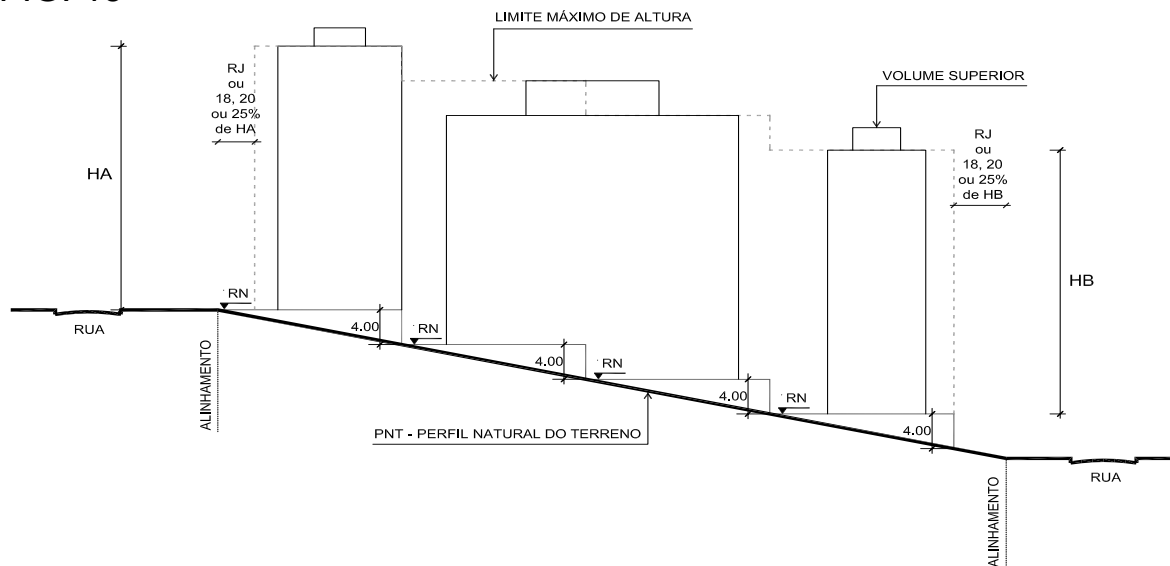 LIMITE MÁXIMO DE ALTURA
VOLUME SUPERIOR
RJ
ou
18, 20
ou 25%
de HA
RJ
ou
18, 20
ou 25%
de HB
HA
HB
RN
RUA
4.00
RN
4.00
RN
4.00
RN
4.00
ALINHAMENTO
PNT - PERFIL NATURAL DO TERRENO
RUA
ALINHAMENTO